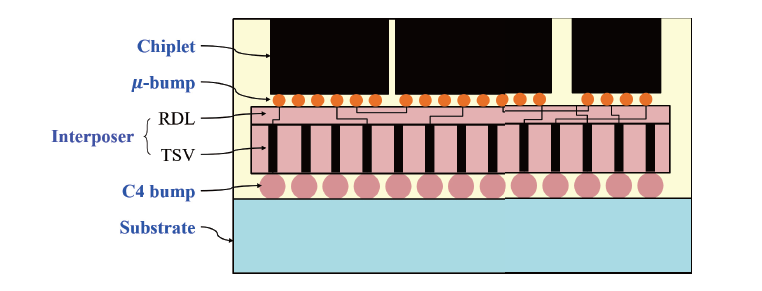 Chiplet
μ-bump
RDL
Interposer
TSV
C4 bump
Substrate